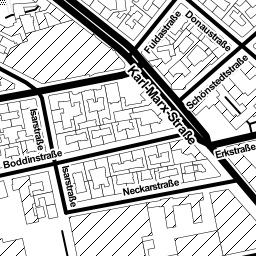 Fuldastraße
Donaustraße
Karl-Marx-Straße
Schönstedtstraße
Isarstraße
Erkstraße
Boddinstraße
Isarstraße
Neckarstraße